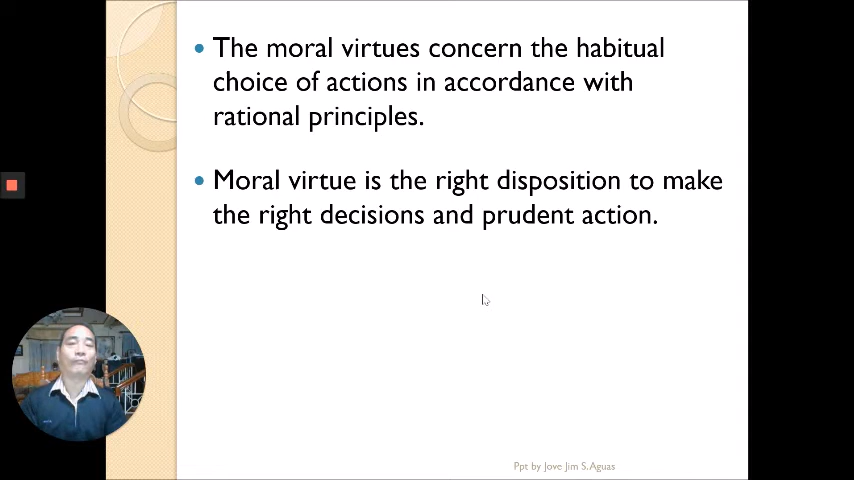 The moral virtues concern the habitual
choice of actions in accordance with
rational principles.
Moral virtue is the right disposition to make
the right decisions and prudent action.
Ppt by Jove Jim S. Aguas